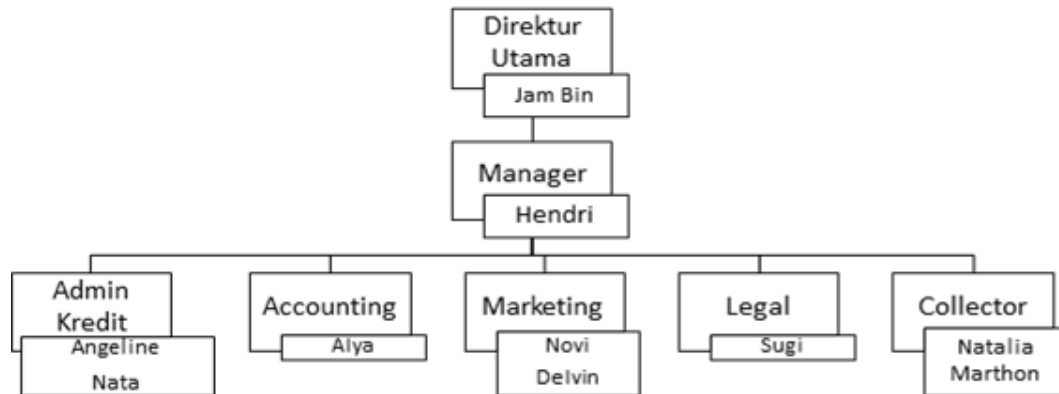 Direktur
Utama
Jam Bin
Manager
Hendri
Admin
Kredit
Angeline
Nata
Accounting
Alya
Marketing
Novi
Delvin
Legal
Sugi
Collector
Natalia
Marthon